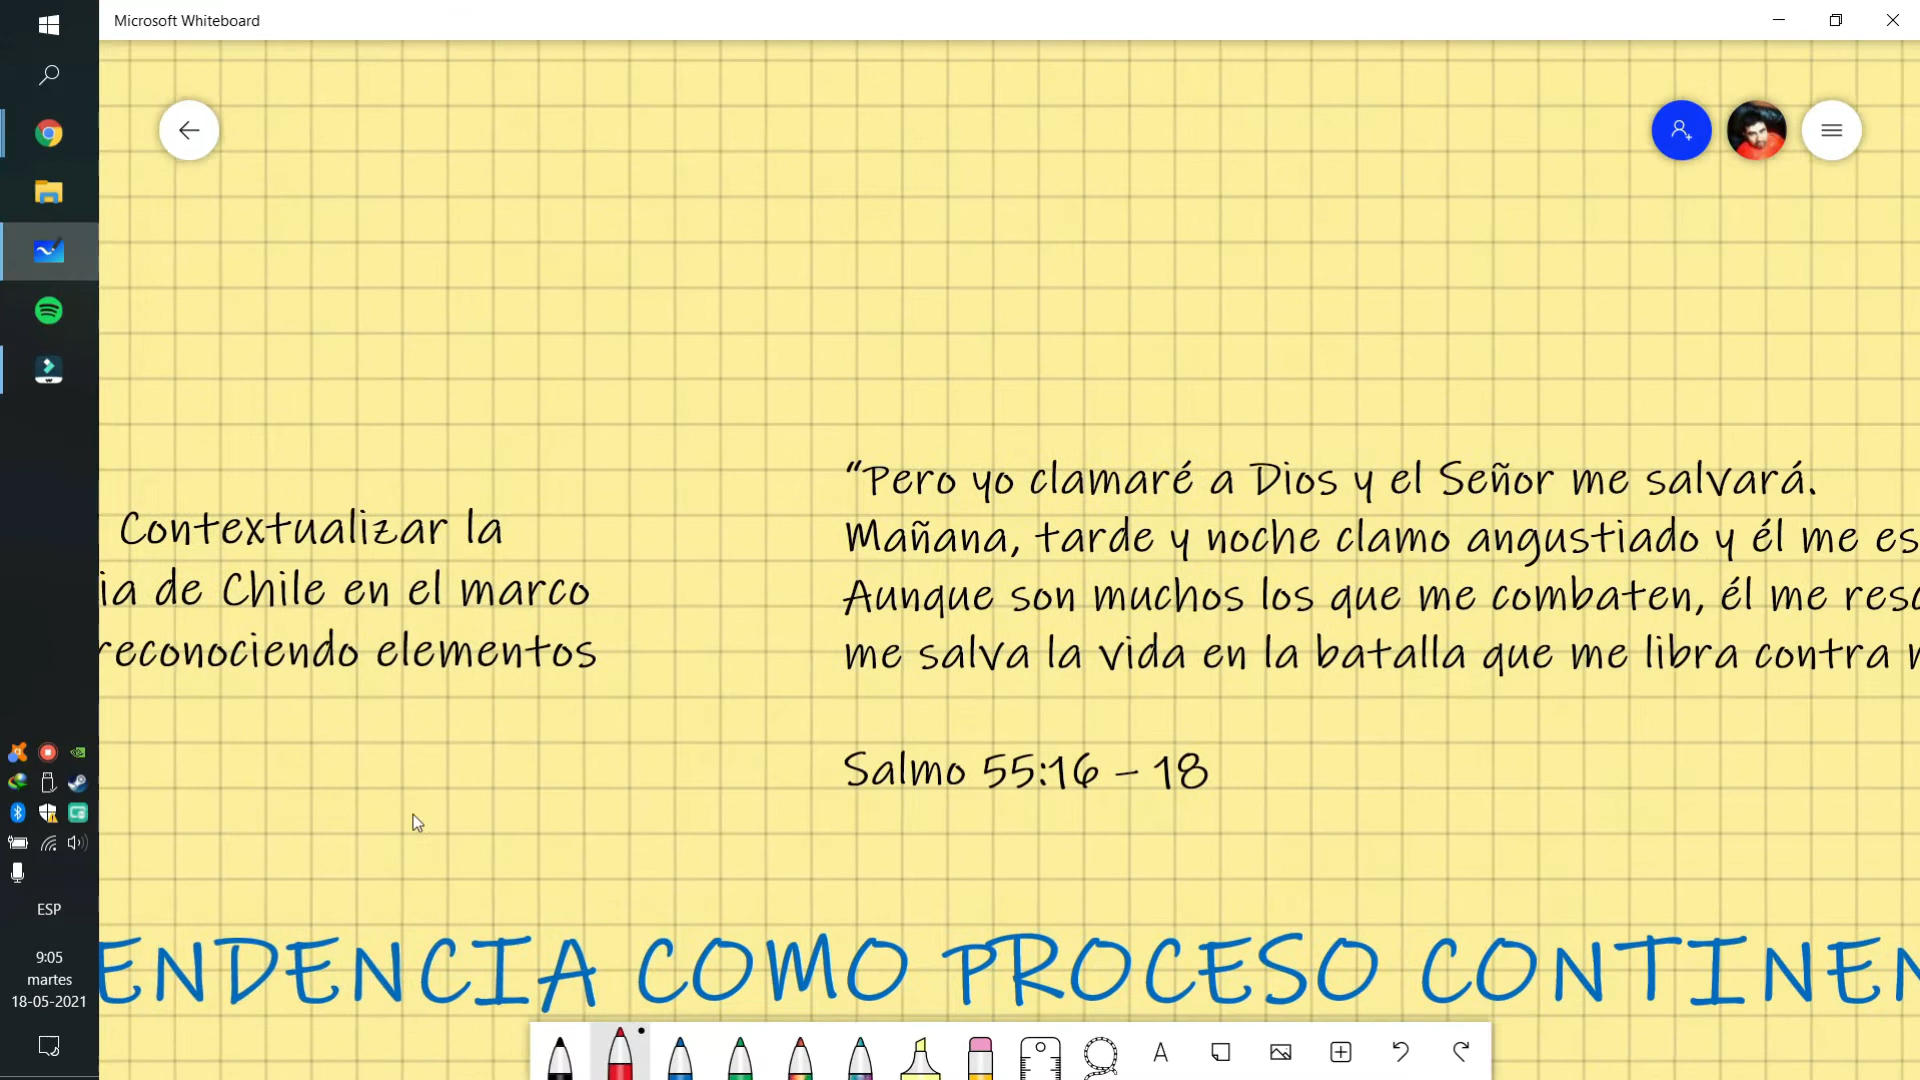 Microsoft Whiteboard
Contextualizar la
ia de Chile en el marco
reconociendo elementos
“Pero yo clamaré a Dios y el Señor me salvará.
Mañana, tarde y noche clamo angustiado y él me es
Aunque son muchos los que me combaten, él me resc
me salva la vida en la batalla que me libra contra
Salmo 55:16 – 18
ENDENCIA COMO PROCESO CONTINEN
ESP
9:05
martes
18-05-2021